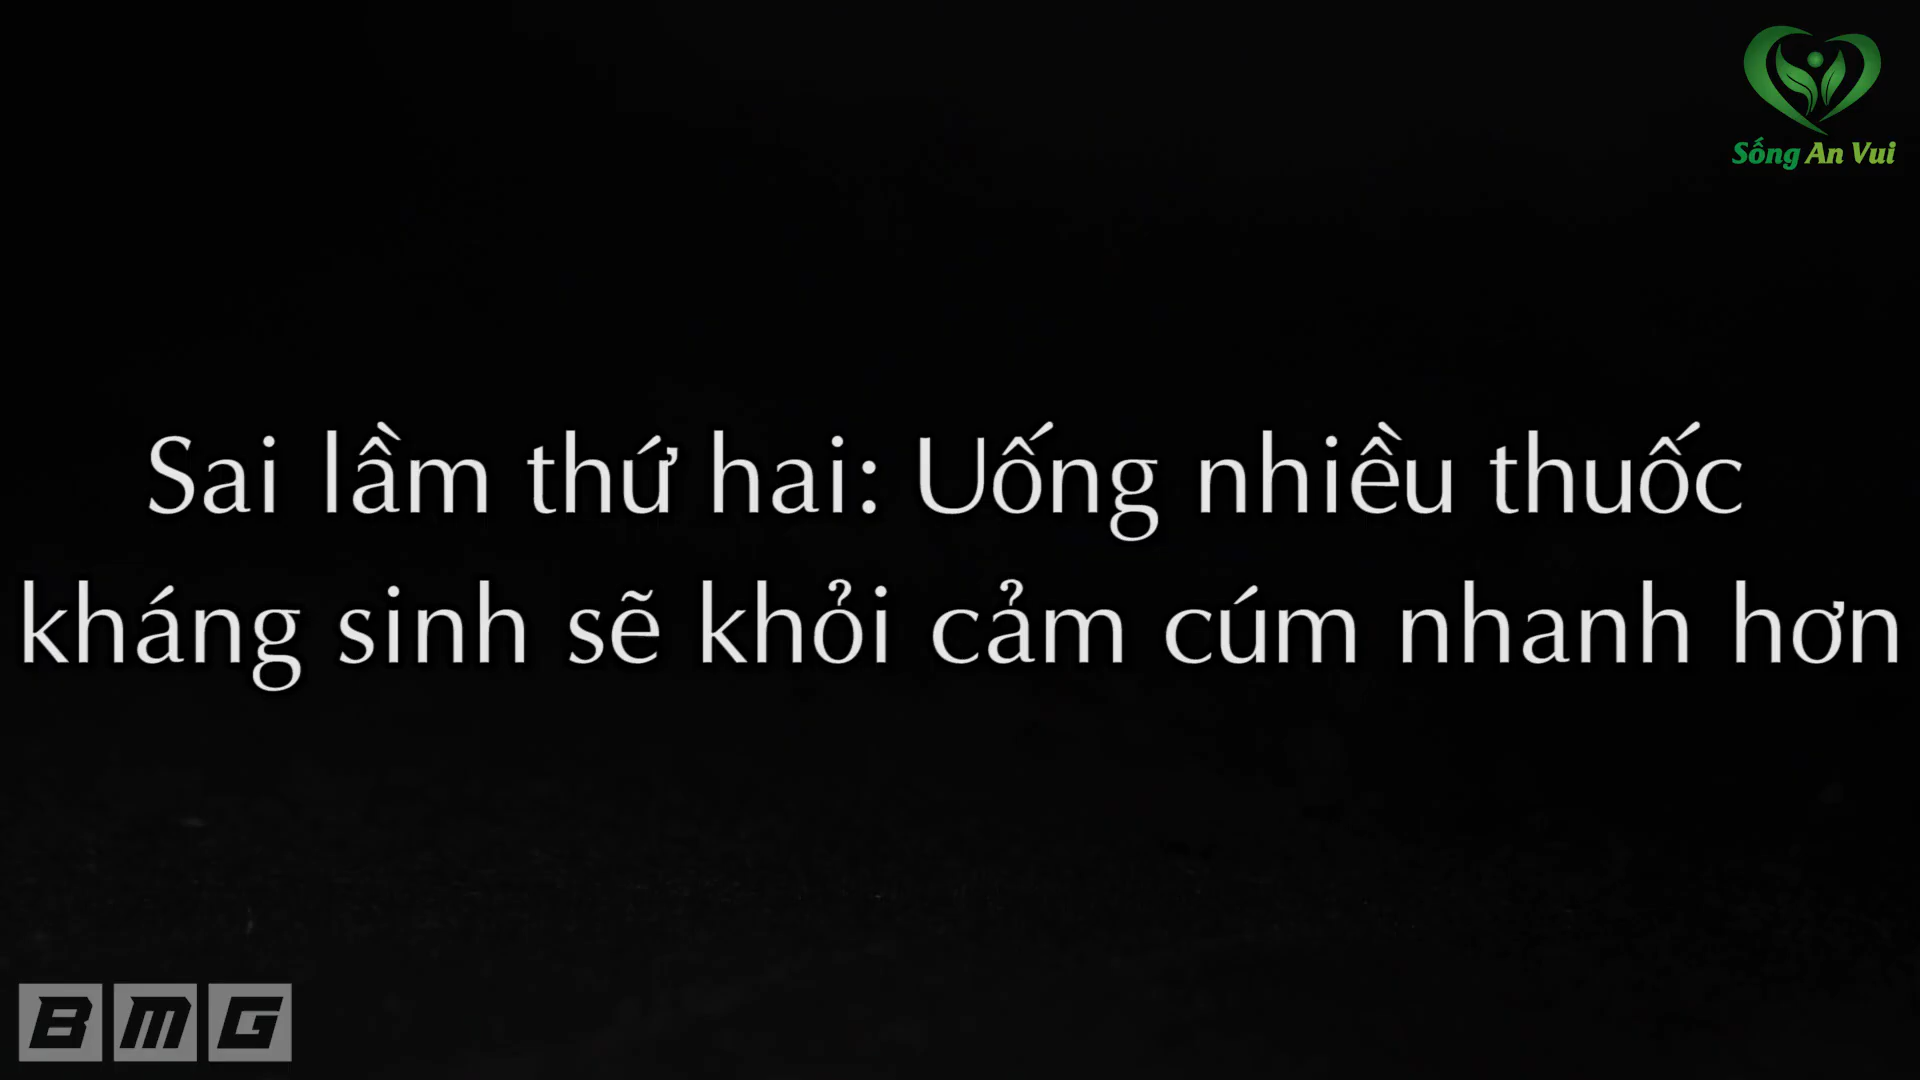 Sống An Vui
Sai lầm thứ hai: Uống nhiều thuốc
kháng sinh sẽ khỏi cảm cúm nhanh hơn
BMG